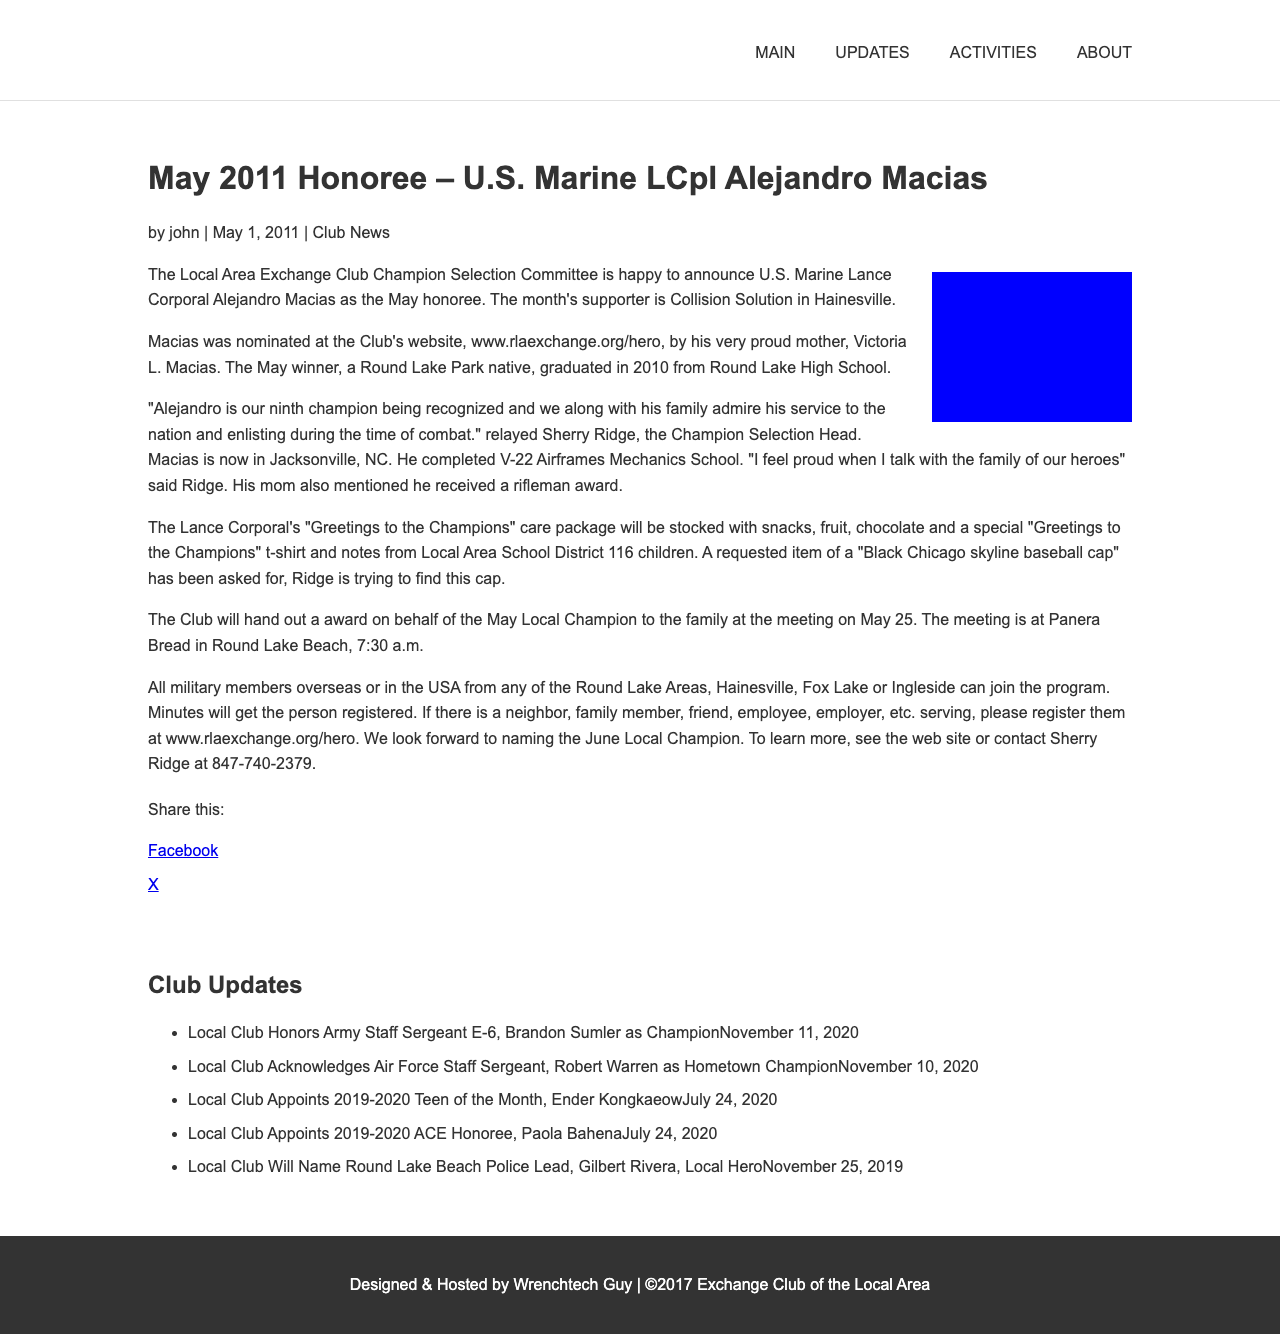 MAIN UPDATES ACTIVITIES ABOUT
May 2011 Honoree – U.S. Marine LCpl Alejandro Macias
by john | May 1, 2011 | Club News
The Local Area Exchange Club Champion Selection Committee is happy to announce U.S. Marine Lance
Corporal Alejandro Macias as the May honoree. The month's supporter is Collision Solution in Hainesville.
Macias was nominated at the Club's website, www.rlaexchange.org/hero, by his very proud mother, Victoria
L. Macias. The May winner, a Round Lake Park native, graduated in 2010 from Round Lake High School.
"Alejandro is our ninth champion being recognized and we along with his family admire his service to the
nation and enlisting during the time of combat." relayed Sherry Ridge, the Champion Selection Head.
Macias is now in Jacksonville, NC. He completed V-22 Airframes Mechanics School. "I feel proud when I talk with the family of our heroes"
said Ridge. His mom also mentioned he received a rifleman award.
The Lance Corporal's "Greetings to the Champions" care package will be stocked with snacks, fruit, chocolate and a special "Greetings to
the Champions" t-shirt and notes from Local Area School District 116 children. A requested item of a "Black Chicago skyline baseball cap"
has been asked for, Ridge is trying to find this cap.
The Club will hand out a award on behalf of the May Local Champion to the family at the meeting on May 25. The meeting is at Panera
Bread in Round Lake Beach, 7:30 a.m.
All military members overseas or in the USA from any of the Round Lake Areas, Hainesville, Fox Lake or Ingleside can join the program.
Minutes will get the person registered. If there is a neighbor, family member, friend, employee, employer, etc. serving, please register them
at www.rlaexchange.org/hero. We look forward to naming the June Local Champion. To learn more, see the web site or contact Sherry
Ridge at 847-740-2379.
Share this:
Facebook
X
Club Updates
• Local Club Honors Army Staff Sergeant E-6, Brandon Sumler as ChampionNovember 11, 2020
• Local Club Acknowledges Air Force Staff Sergeant, Robert Warren as Hometown ChampionNovember 10, 2020
• Local Club Appoints 2019-2020 Teen of the Month, Ender KongkaeowJuly 24, 2020
• Local Club Appoints 2019-2020 ACE Honoree, Paola BahenaJuly 24, 2020
• Local Club Will Name Round Lake Beach Police Lead, Gilbert Rivera, Local HeroNovember 25, 2019
Designed & Hosted by Wrenchtech Guy | ©2017 Exchange Club of the Local Area